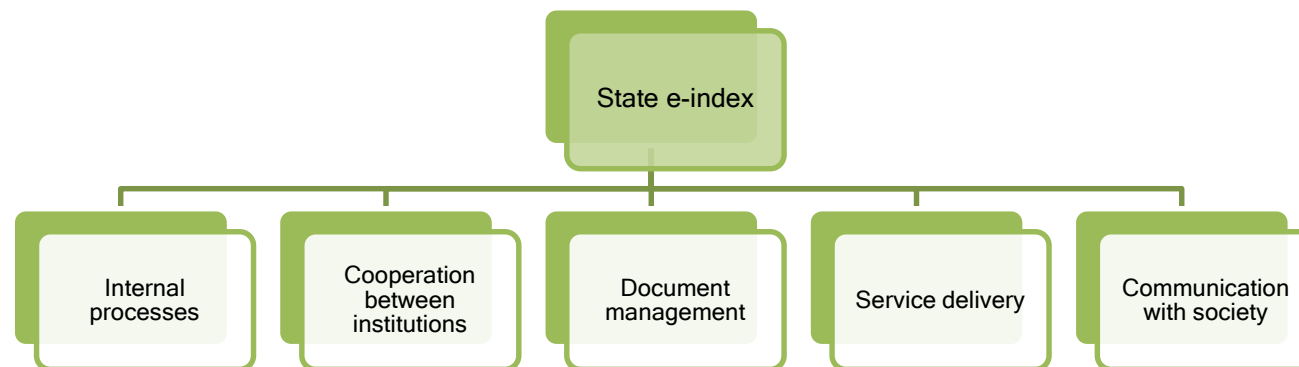 State e-index
Internal
processes
Cooperation
between
institutions
Document
management
Service delivery
Communication
with society